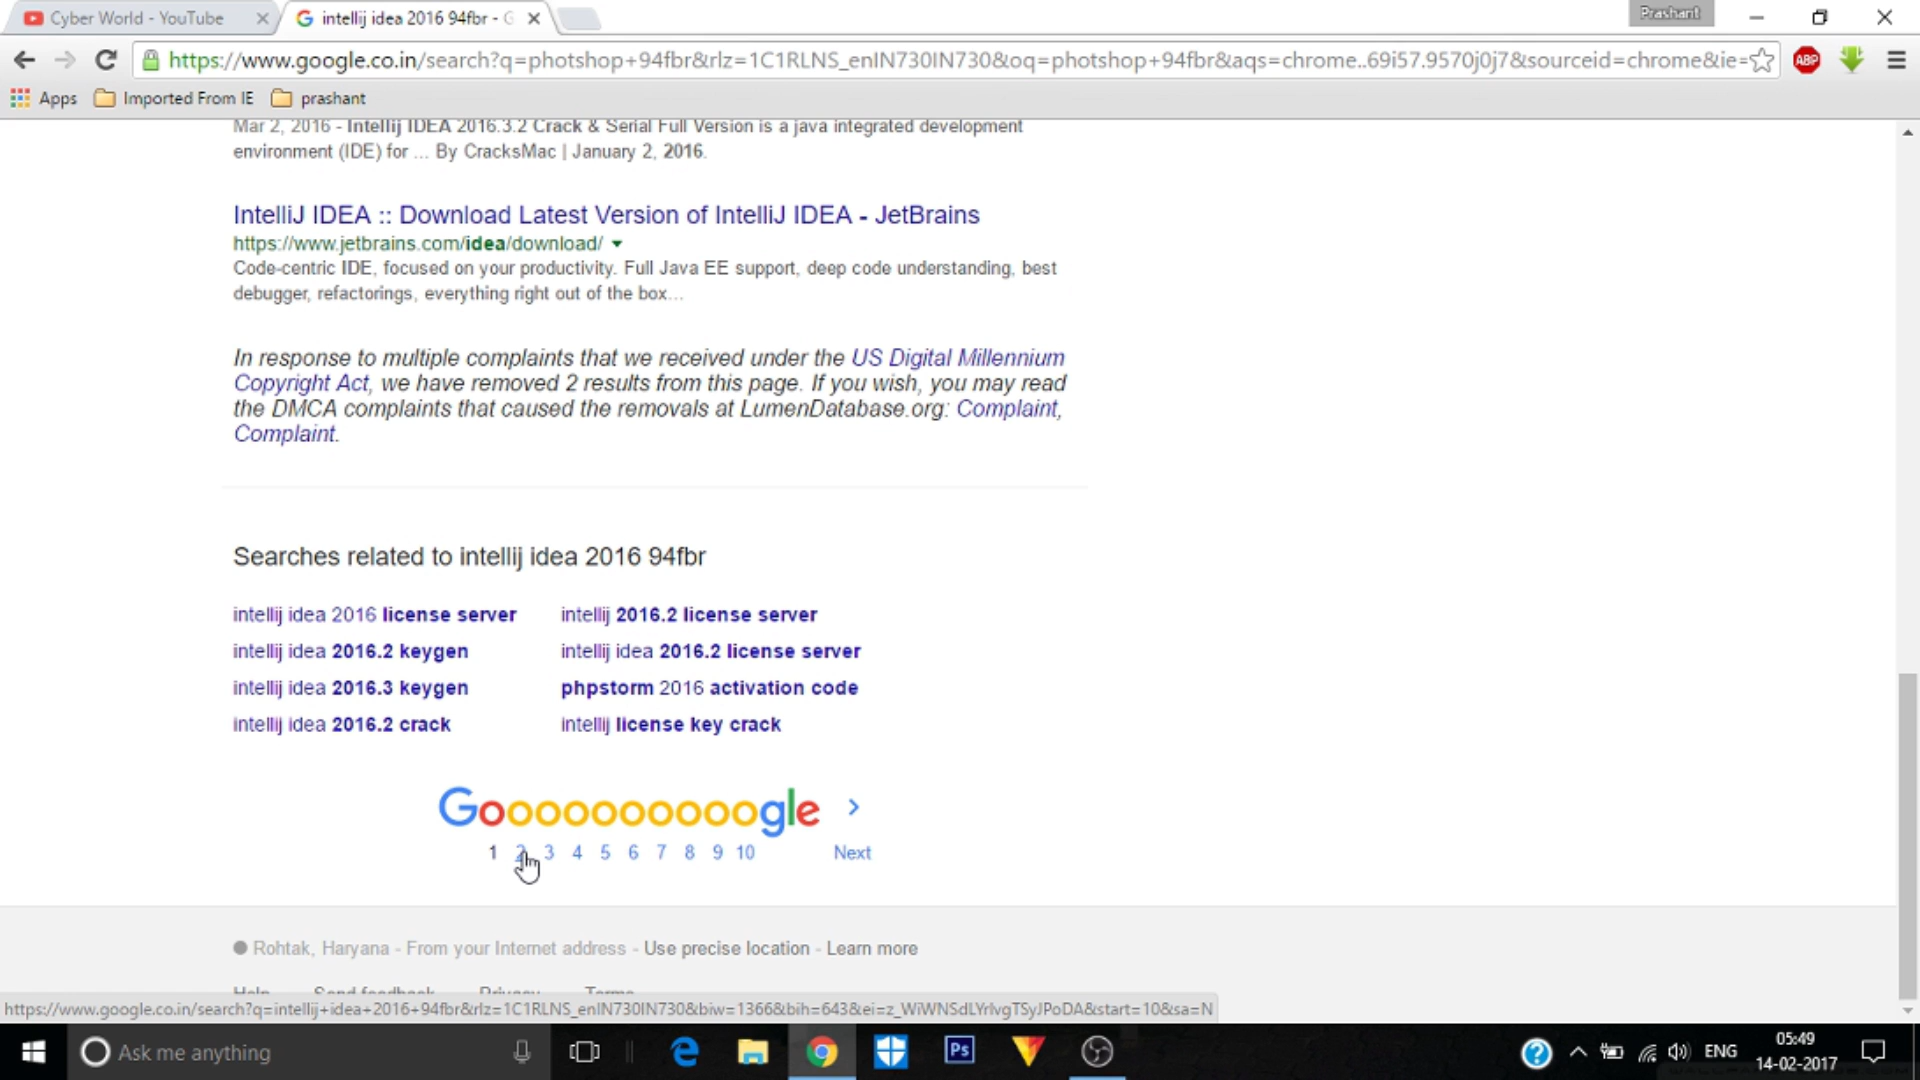 Cyber World - YouTube
intellij idea 2016 94fbr - G
Prashant
https://www.google.co.in/search?q=photshop+94fbr&rlz=1C1RLNS_enIN730IN730&oq=photshop+94fbr&aqs=chrome..69i57.9570j0j7&sourceid=chrome&ie=
ABP
Apps
Imported From IE
prashant
Mar 2, 2016 - Intellij IDEA 2016.3.2 Crack & Serial Full Version is a java integrated development
environment (IDE) for ... By CracksMac | January 2, 2016.
IntelliJ IDEA :: Download Latest Version of IntelliJ IDEA - JetBrains
https://www.jetbrains.com/idea/download/
Code-centric IDE, focused on your productivity. Full Java EE support, deep code understanding, best
debugger, refactorings, everything right out of the box...
In response to multiple complaints that we received under the US Digital Millennium
Copyright Act, we have removed 2 results from this page. If you wish, you may read
the DMCA complaints that caused the removals at LumenDatabase.org: Complaint,
Complaint.
Searches related to intellij idea 2016 94fbr
intellij idea 2016 license server
intellij 2016.2 license server
intellij idea 2016.2 keygen
intellij idea 2016.2 license server
intellij idea 2016.3 keygen
phpstorm 2016 activation code
intellij idea 2016.2 crack
intellij license key crack
Goooooooooogle >
1 2 3 4 5 6 7 8 9 10 Next
Rohtak, Haryana - From your Internet address - Use precise location - Learn more
Help Send feedback Privacy Terms
https://www.google.co.in/search?q=intellij+idea+2016+94fbr&rlz=1C1RLNS_enIN730IN730&biw=1366&bih=643&ei=z_WiWNSdLYrlvgTSyJPoDA&start=10&sa=N
Ask me anything
Ps
ENG
05:49
14-02-2017